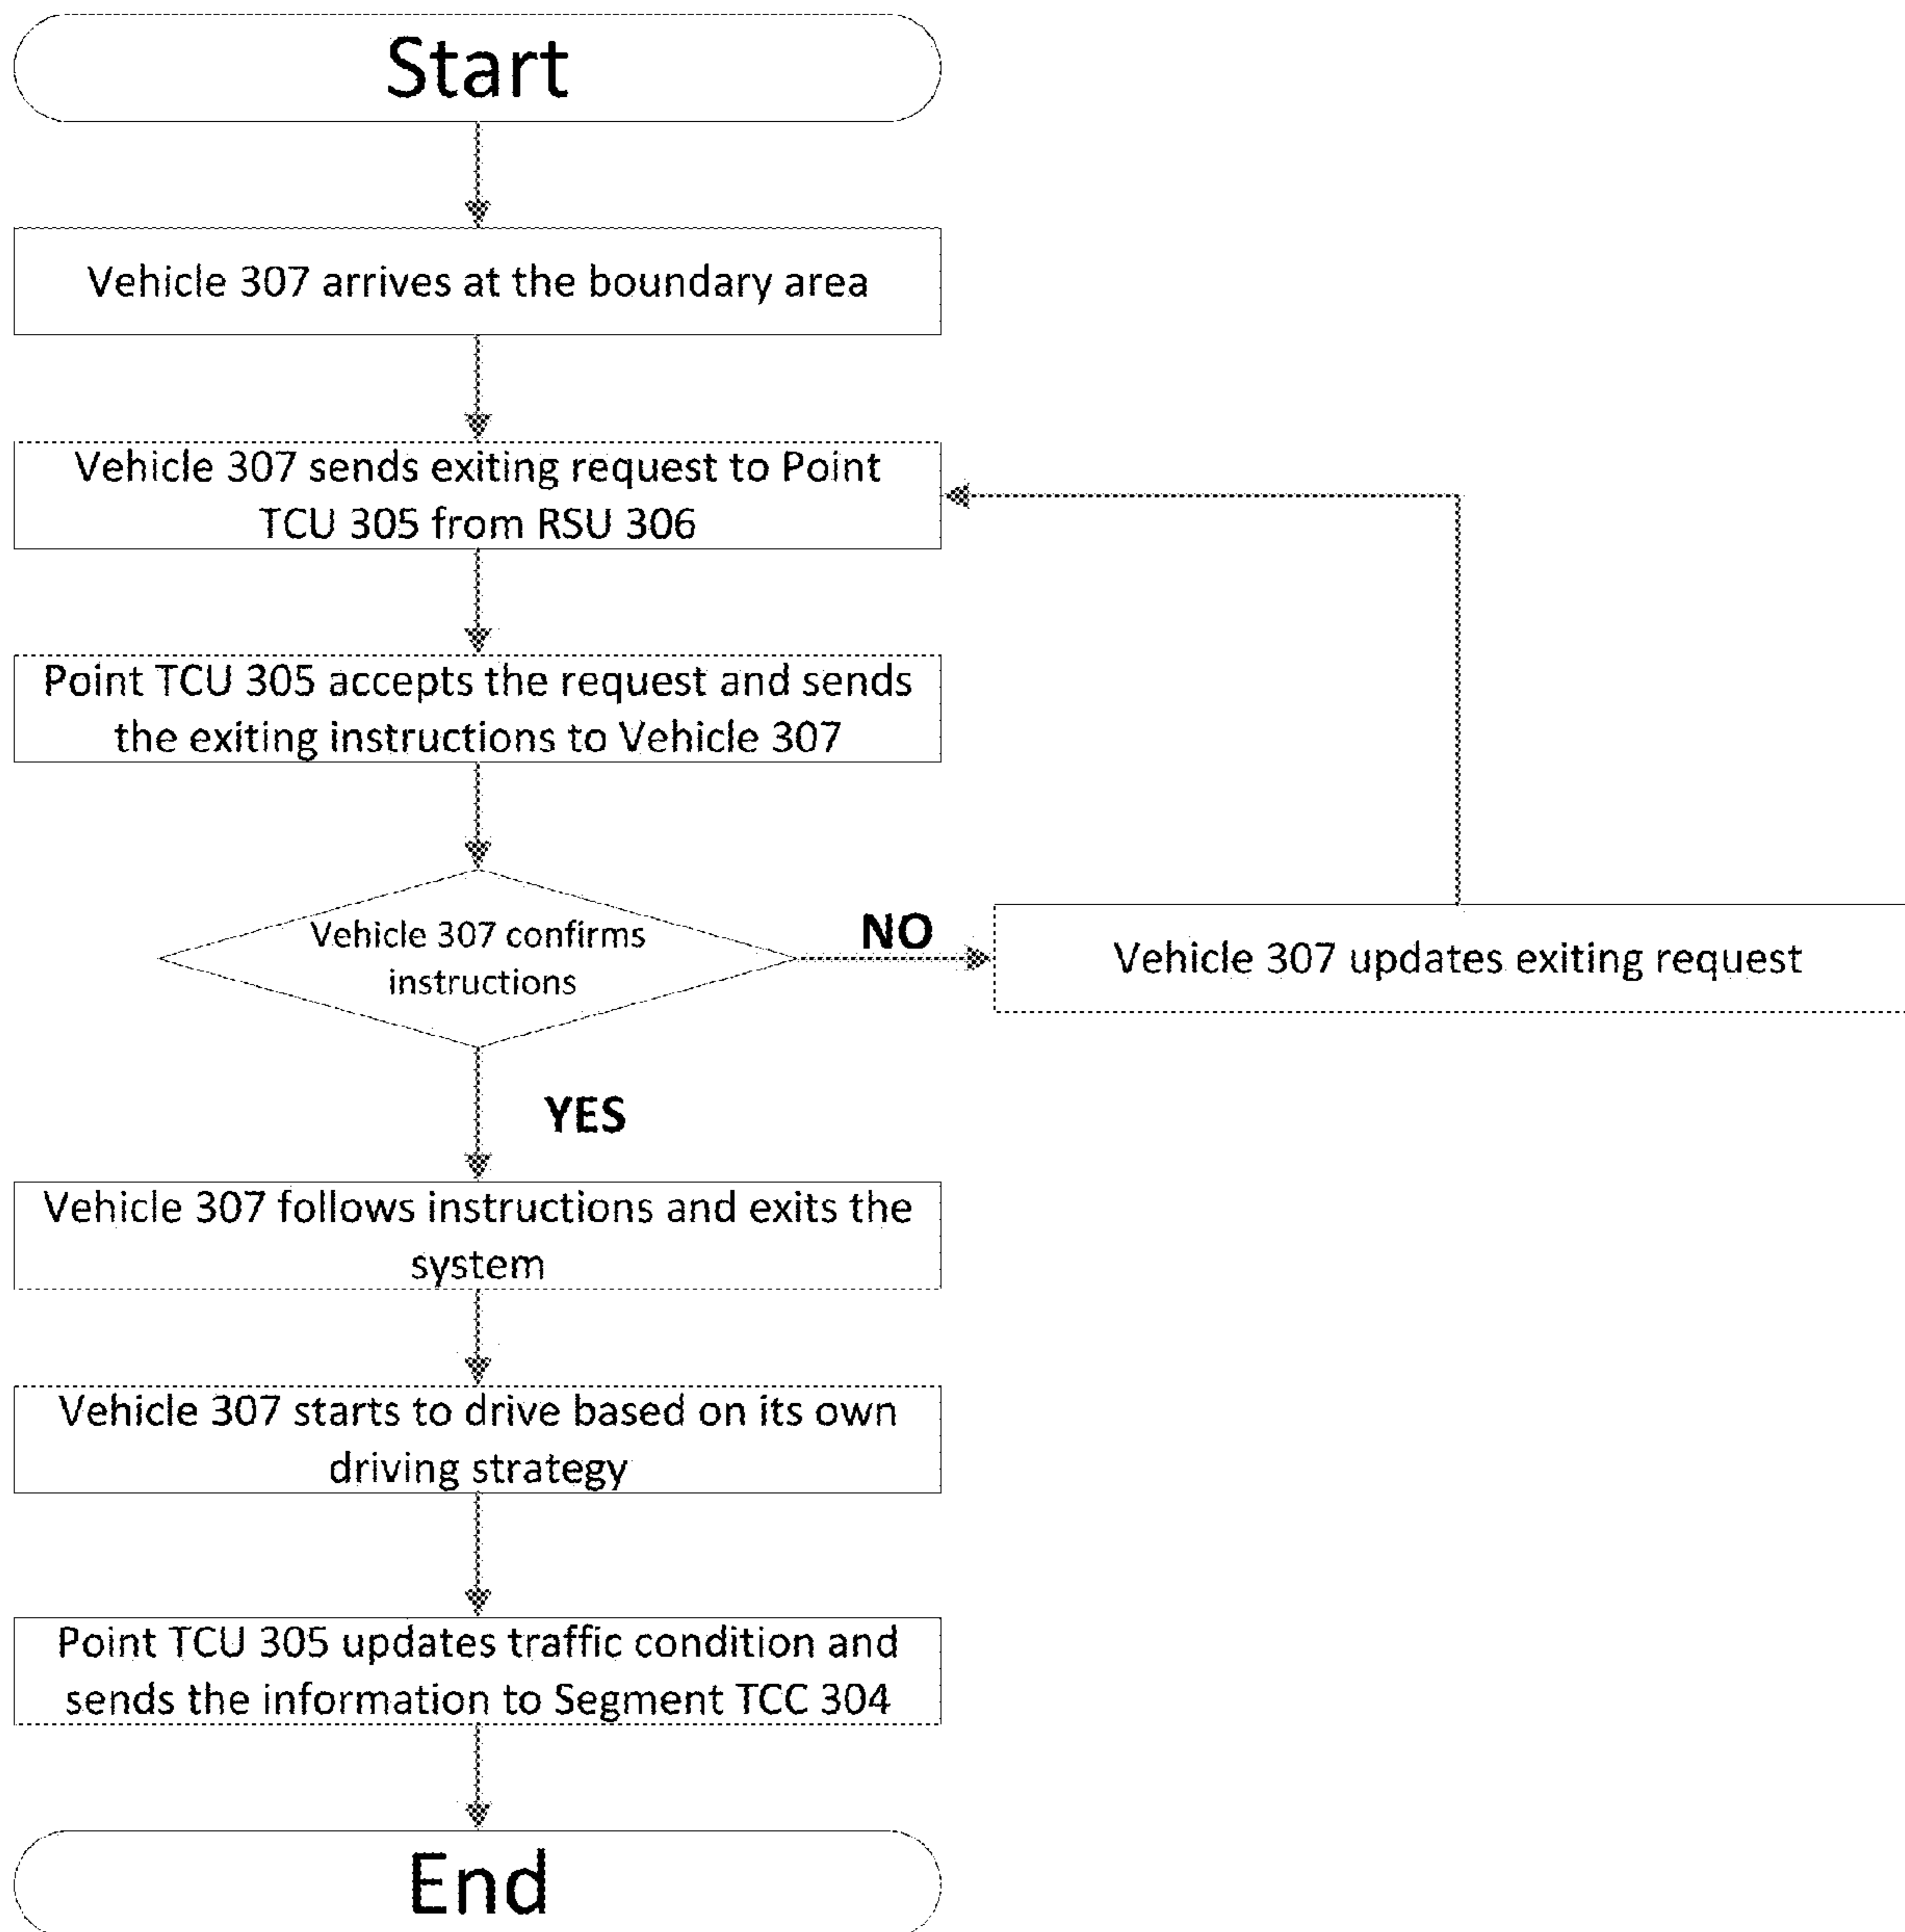 Start
Vehicle 307 arrives at the boundary area
Vehicle 307 sends exiting request to Point
TCU 305 from RSU 306
Point TCU 305 accepts the request and sends
the exiting instructions to Vehicle 307
Vehicle 307 confirms
instructions
NO
Vehicle 307 updates exiting request
YES
Vehicle 307 follows instructions and exits the
system
Vehicle 307 starts to drive based on its own
driving strategy
Point TCU 305 updates traffic condition and
sends the information to Segment TCC 304
End